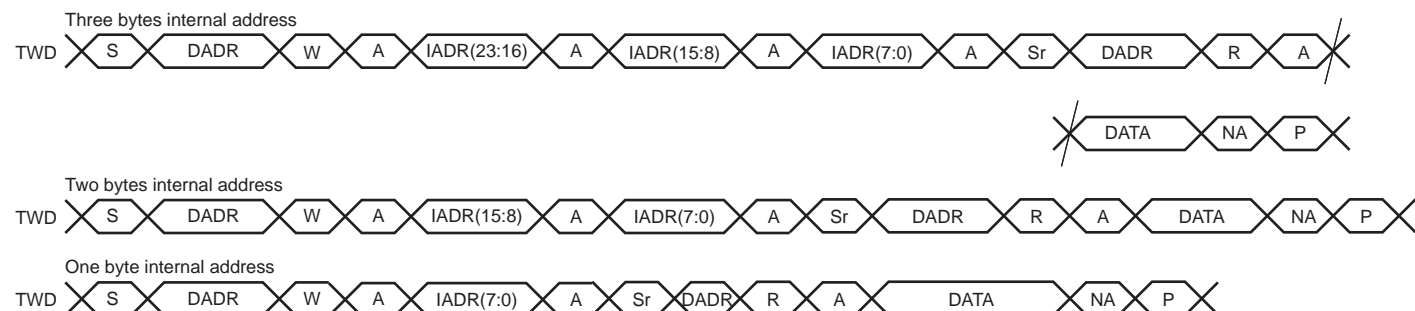 Three bytes internal address
TWD S DADR W A IADR(23:16) A IADR(15:8) A IADR(7:0) A Sr DADR R A
DATA NA P
Two bytes internal address
TWD S DADR W A IADR(15:8) A IADR(7:0) A Sr DADR R A DATA NA P
One byte internal address
TWD S DADR W A IADR(7:0) A Sr DADR R A DATA NA P